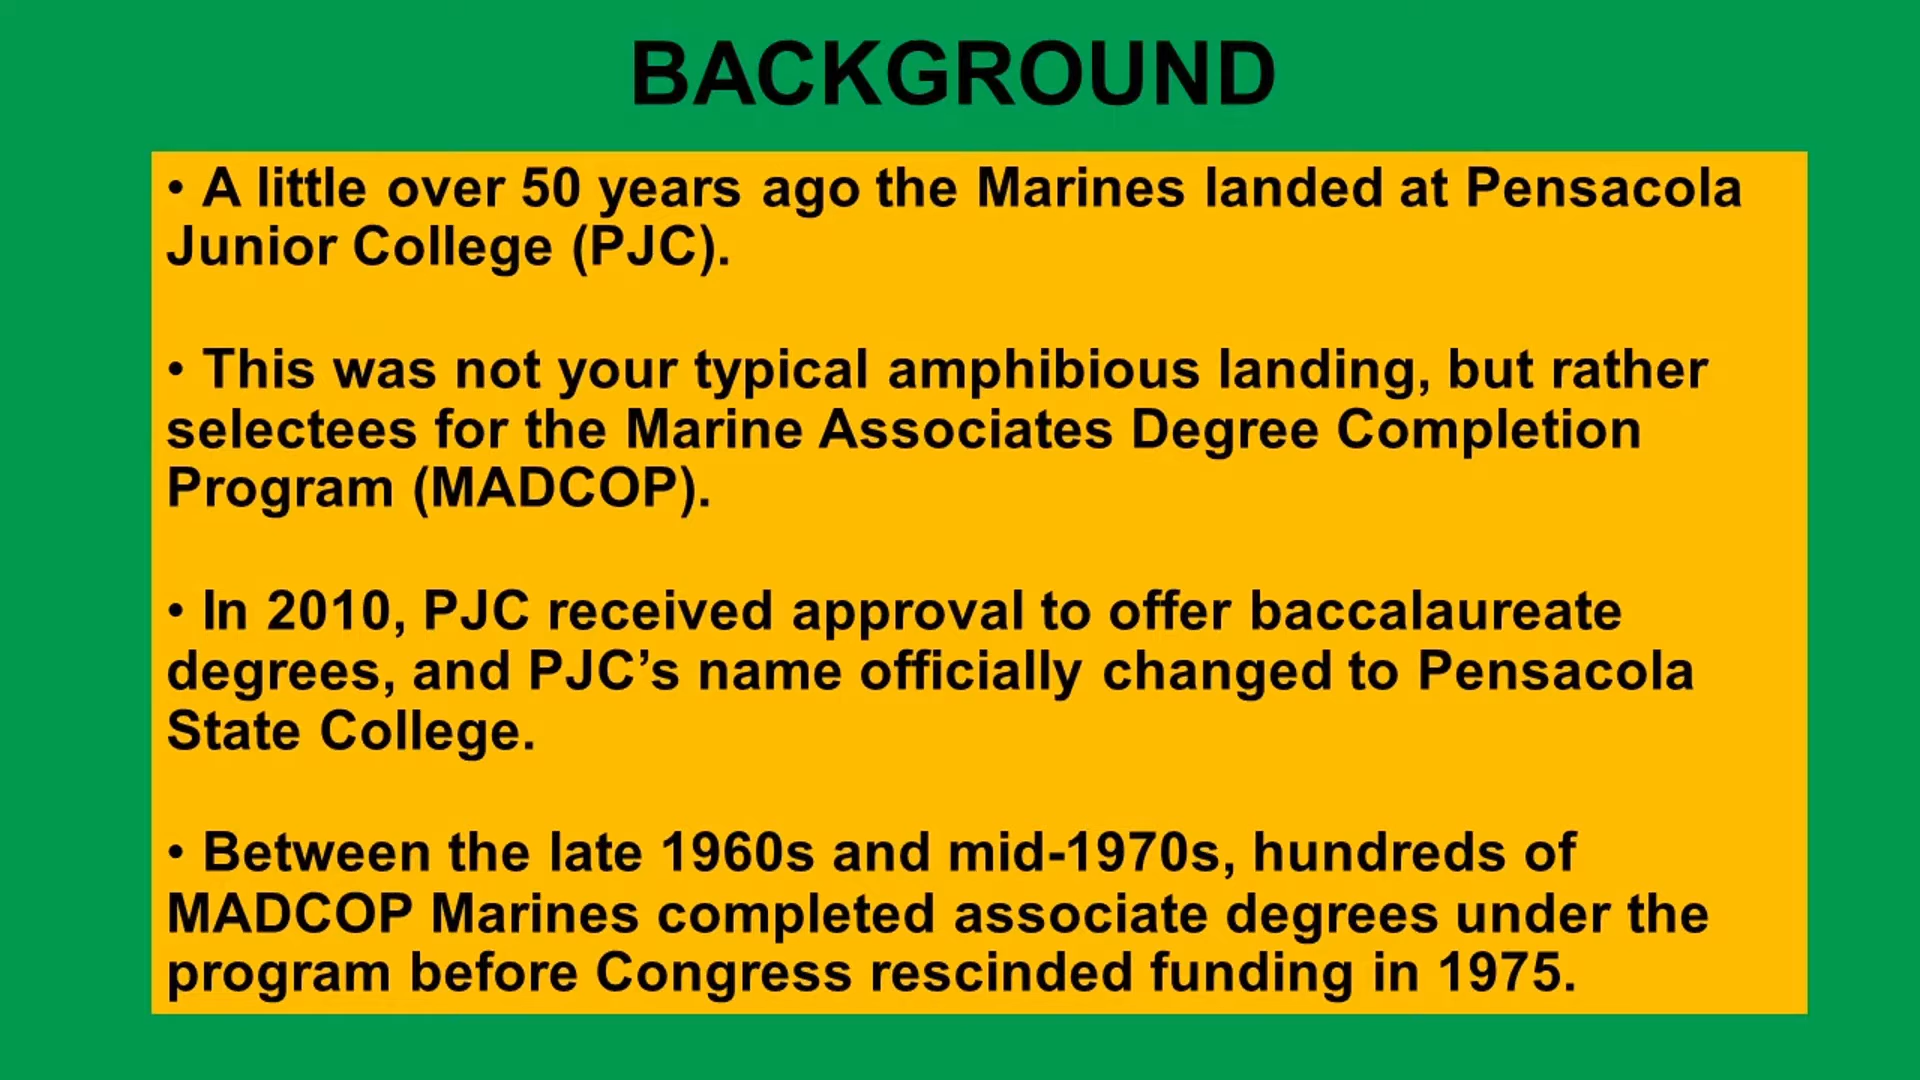 BACKGROUND
• A little over 50 years ago the Marines landed at Pensacola
Junior College (PJC).
• This was not your typical amphibious landing, but rather
selectees for the Marine Associates Degree Completion
Program (MADCOP).
• In 2010, PJC received approval to offer baccalaureate
degrees, and PJC’s name officially changed to Pensacola
State College.
• Between the late 1960s and mid-1970s, hundreds of
MADCOP Marines completed associate degrees under the
program before Congress rescinded funding in 1975.